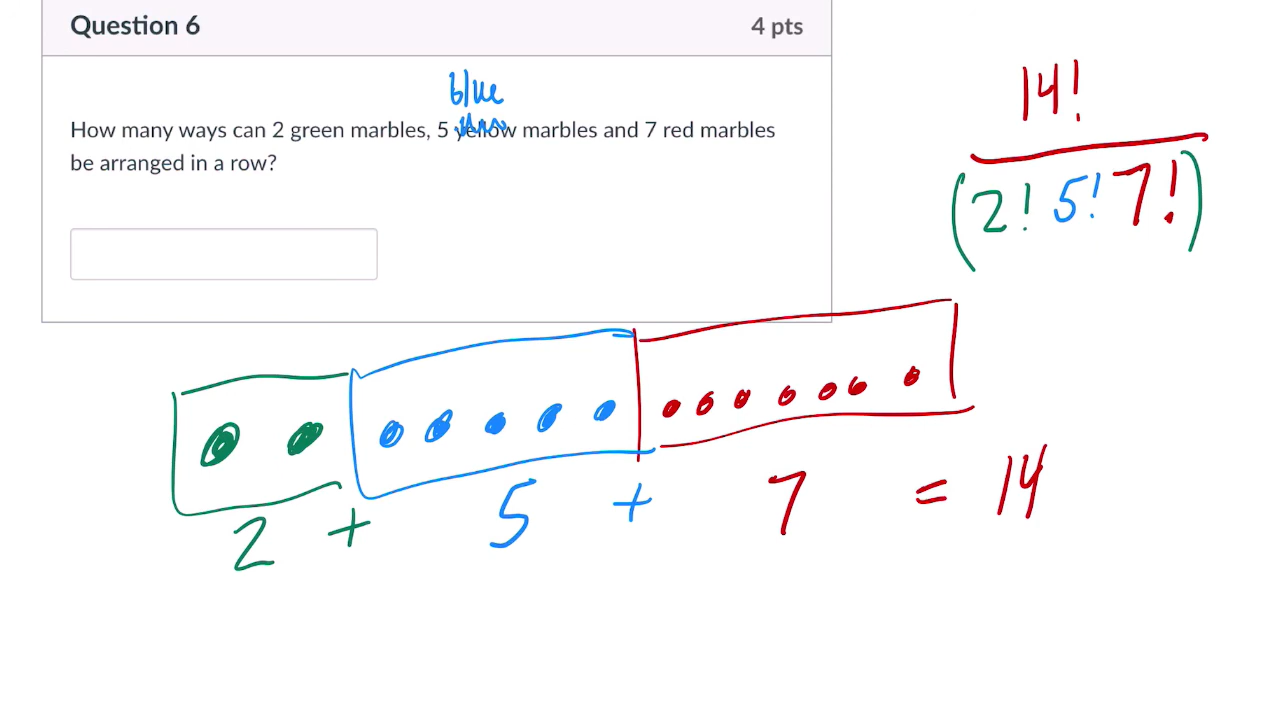 Question 6 4 pts
blue
How many ways can 2 green marbles, 5 yellow marbles and 7 red marbles
be arranged in a row?
14!
(2! 5! 7!)
2 + 5 + 7 = 14